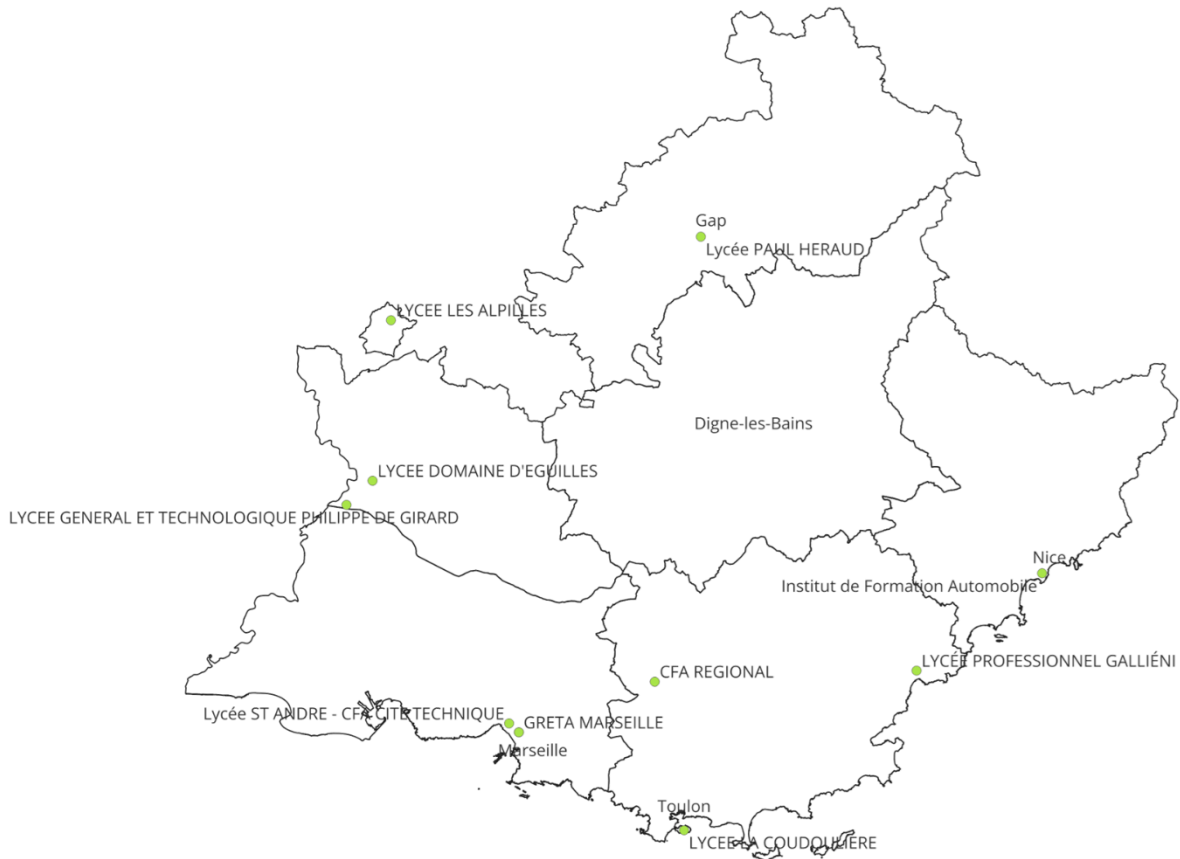 Gap
Lycée PAUL HERAUD
LYCEE LES ALPILLES
Digne-les-Bains
LYCEE DOMAINE D'EGUILLES
LYCEE GENERAL ET TECHNOLOGIQUE PHILIPPE DE GIRARD
Nice
Institut de Formation Automobile
LYCÉE PROFESSIONNEL GALLIÉNI
CFA REGIONAL
Lycée ST ANDRE - CFA CITE TECHNIQUE
GRETA MARSEILLE
Marseille
Toulon
LYCEE LA COUDOULIERE